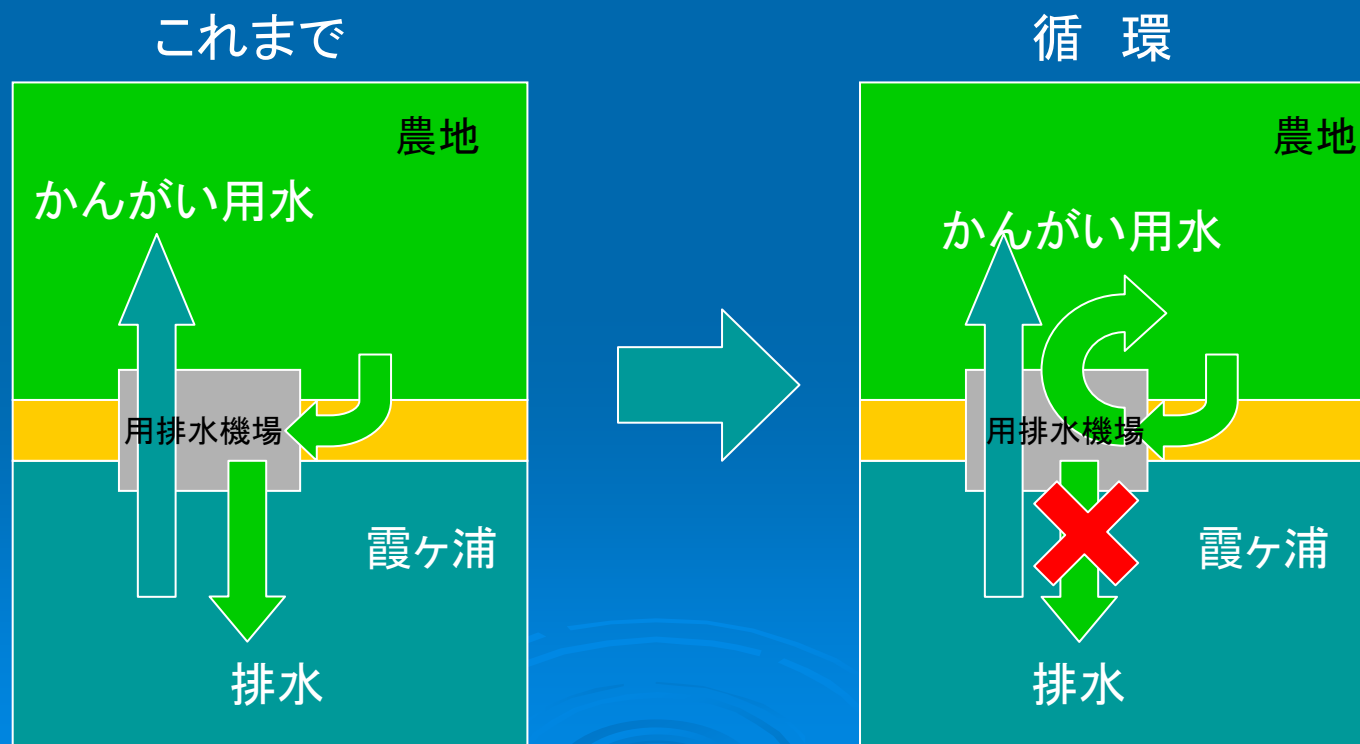 これまで
農地
かんがい用水
用排水機場
霞ヶ浦
排水
循　環
農地
かんがい用水
用排水機場
霞ヶ浦
排水